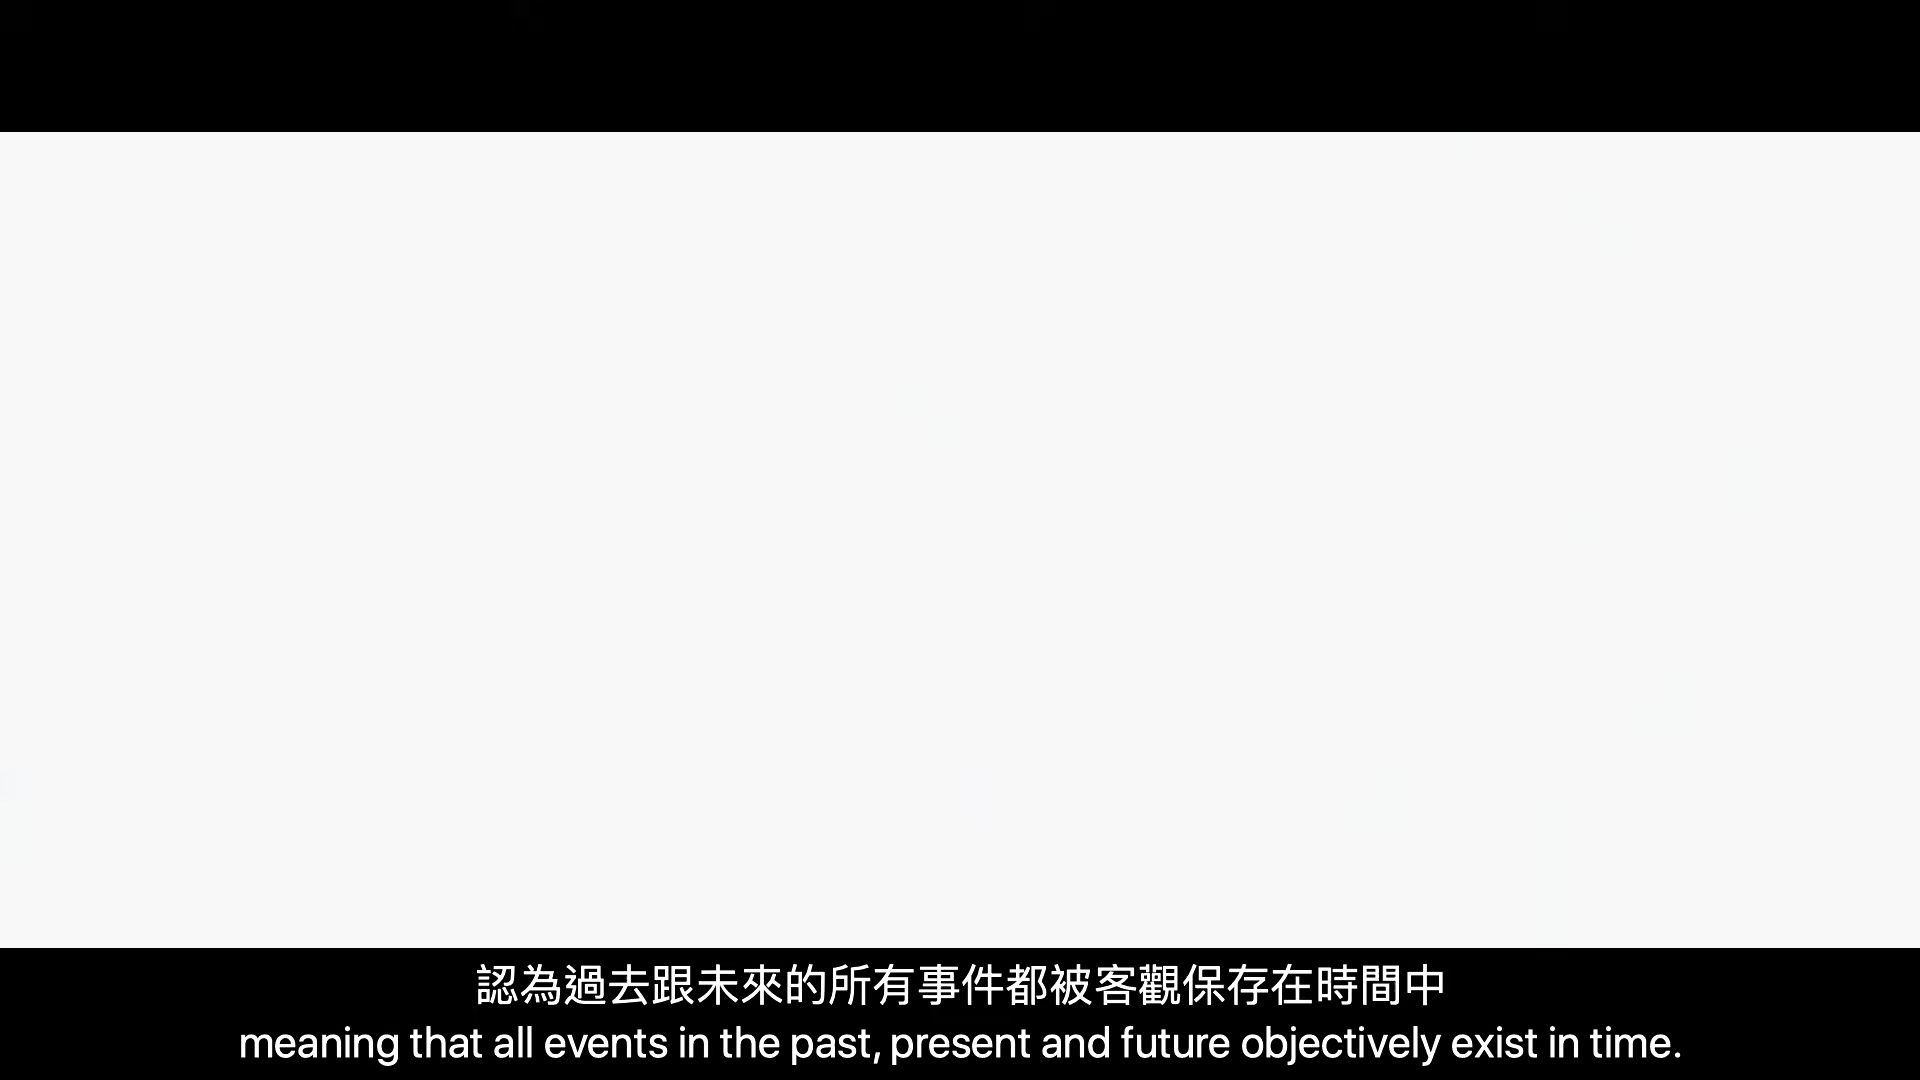 認為過去跟未來的所有事件都被客觀保存在時間中
meaning that all events in the past, present and future objectively exist in time.